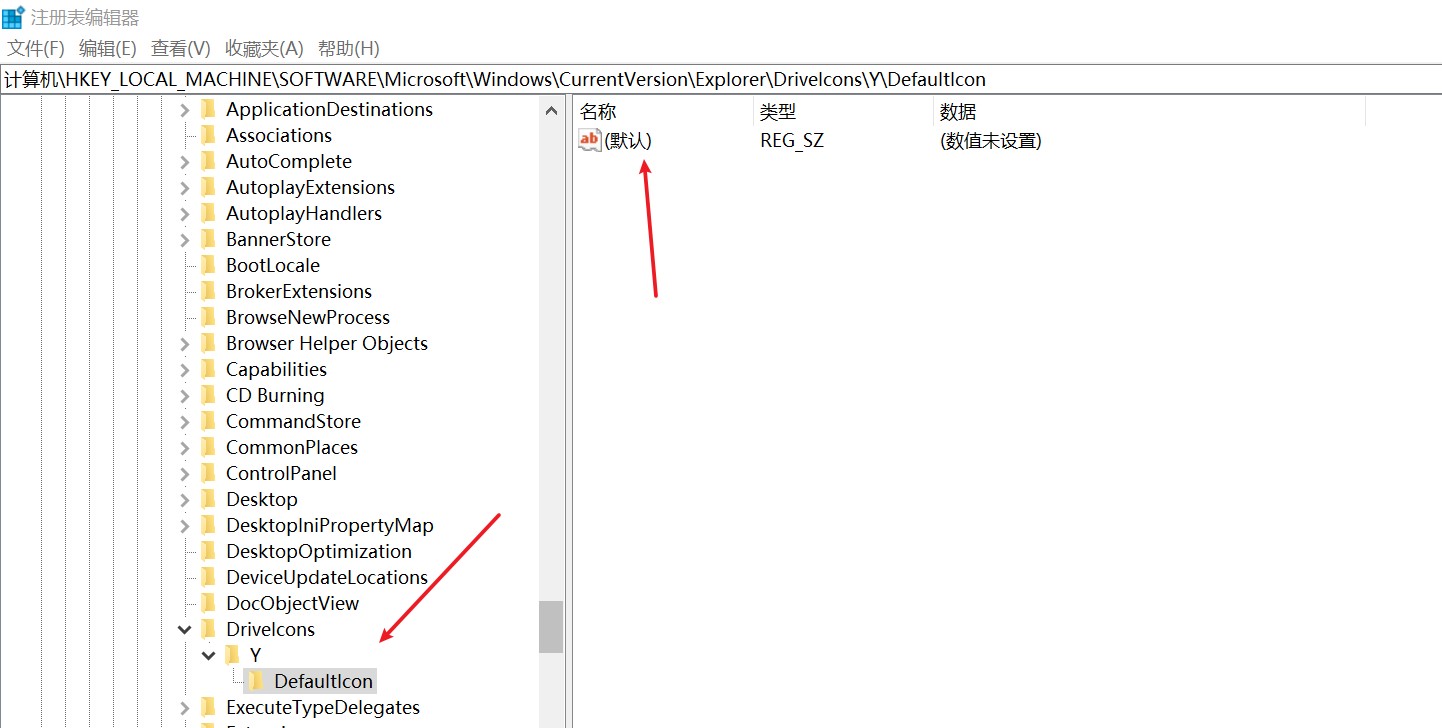 注册表编辑器
文件(F) 编辑(E) 查看(V) 收藏夹(A) 帮助(H)
计算机\HKEY_LOCAL_MACHINE\SOFTWARE\Microsoft\Windows\CurrentVersion\Explorer\DriveIcons\Y\DefaultIcon
ApplicationDestinations
Associations
AutoComplete
AutoplayExtensions
AutoplayHandlers
BannerStore
BootLocale
BrokerExtensions
BrowseNewProcess
Browser Helper Objects
Capabilities
CD Burning
CommandStore
CommonPlaces
ControlPanel
Desktop
DesktopIniPropertyMap
DesktopOptimization
DeviceUpdateLocations
DocObjectView
DriveIcons
Y
DefaultIcon
ExecuteTypeDelegates
名称 类型 数据
ab (默认) REG_SZ (数值未设置)